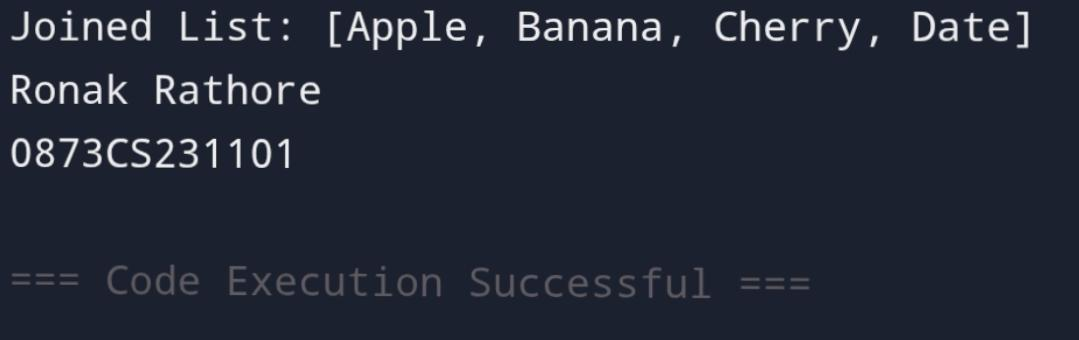 Joined List: [Apple, Banana, Cherry, Date]
Ronak Rathore
0873CS231101
=== Code Execution Successful ===